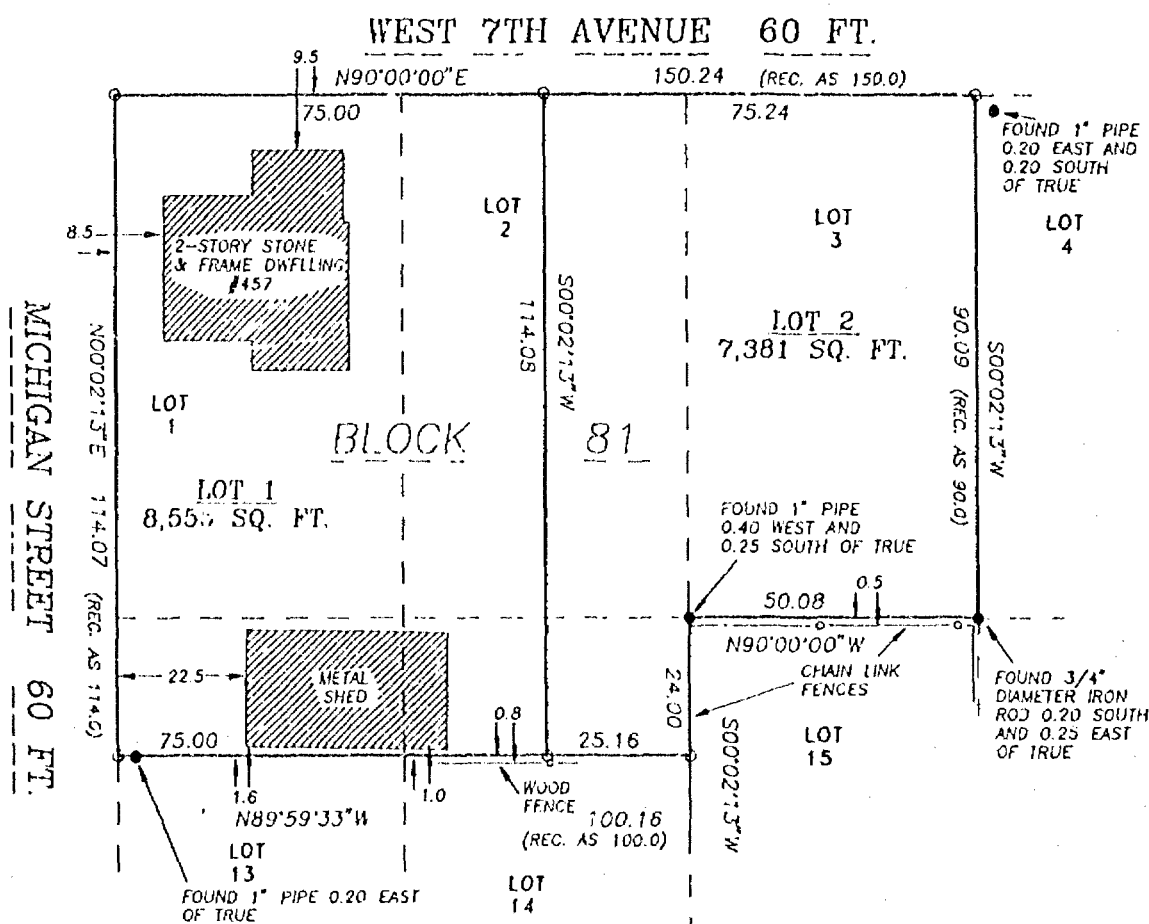 WEST 7TH AVENUE 60 FT.
9.5
N90°00'00"E
150.24 (REC. AS 150.0)
75.00
75.24
FOUND 1" PIPE
0.20 EAST AND
0.20 SOUTH
OF TRUE
LOT
2
LOT
3
LOT
4
8.5
2-STORY STONE
& FRAME DWELLING
#457
MICHIGAN STREET 60 FT.
N00°02'13"E 114.07 (REC. AS 114.0)
114.08
S00°02'13"W
LOT 2
7,381 SQ. FT.
90.09 (REC. AS 90.0)
S00°02'13"W
LOT
1
BLOCK 81
LOT 1
SQ. FT.
FOUND 1" PIPE
0.40 WEST AND
0.25 SOUTH OF TRUE
0.5
50.08
N90°00'00"W
22.5
METAL
SHED
CHAIN LINK
FENCES
24.00
S00°02'13"W
FOUND 3/4"
DIAMETER IRON
ROD 0.20 SOUTH
AND 0.25 EAST
OF TRUE
75.00
0.8
25.16
LOT
15
1.6
1.0
WOOD
FENCE
N89°59'33"W
100.16
(REC. AS 100.0)
LOT
13
LOT
14
FOUND 1" PIPE 0.20 EAST
OF TRUE